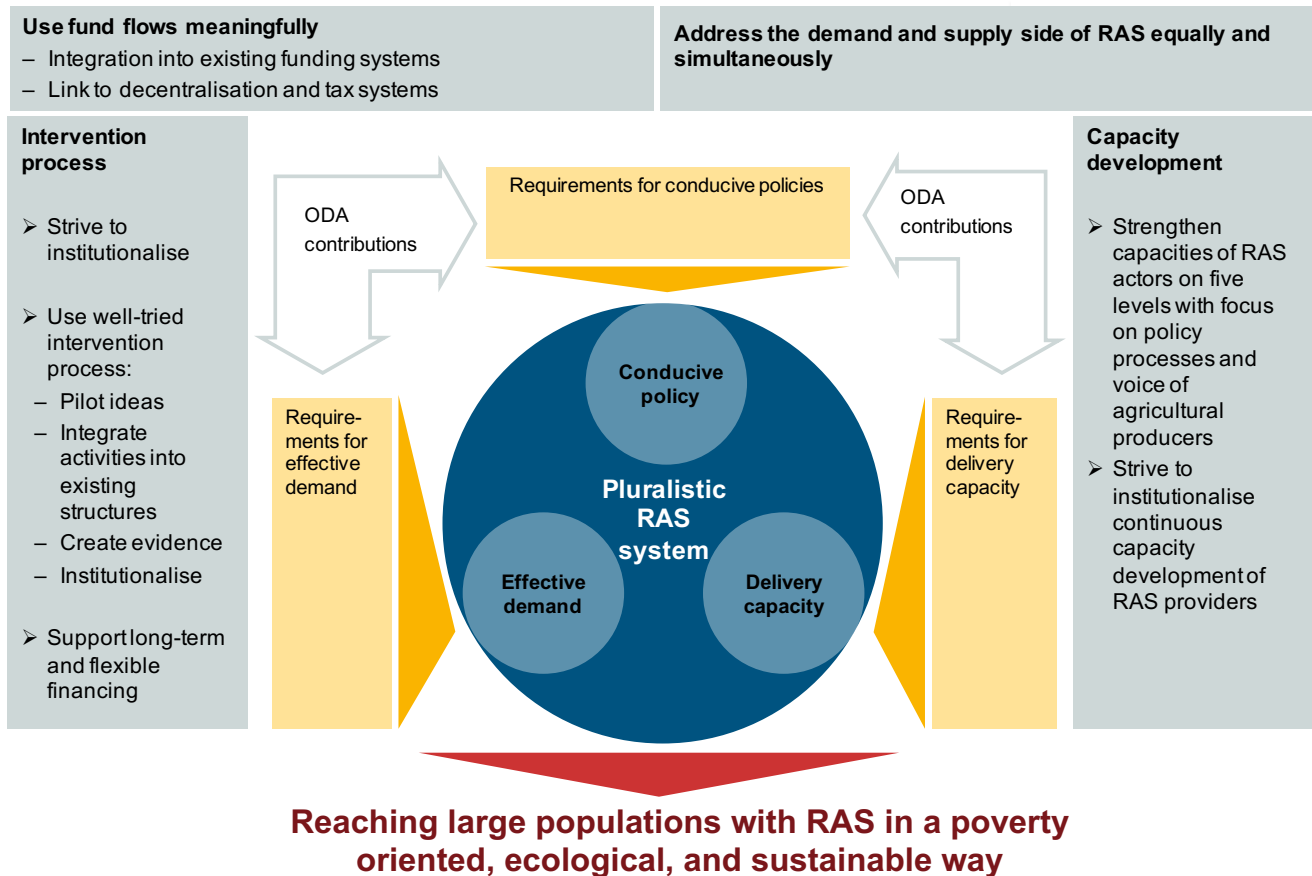 Use fund flows meaningfully
– Integration into existing funding systems
– Link to decentralisation and tax systems
Address the demand and supply side of RAS equally and
simultaneously
Intervention
process
➢ Strive to
institutionalise
➢ Use well-tried
intervention
process:
– Pilot ideas
– Integrate
activities into
existing
structures
– Create evidence
– Institutionalise
➢ Support long-term
and flexible
financing
ODA
contributions
Requirements for conducive policies
ODA
contributions
Capacity
development
➢ Strengthen
capacities of RAS
actors on five
levels with focus
on policy
processes and
voice of
agricultural
producers
➢ Strive to
institutionalise
continuous
capacity
development of
RAS providers
Require-
ments for
effective
demand
Conducive
policy
Pluralistic
RAS
system
Effective
demand
Delivery
capacity
Require-
ments for
delivery
capacity
Reaching large populations with RAS in a poverty
oriented, ecological, and sustainable way